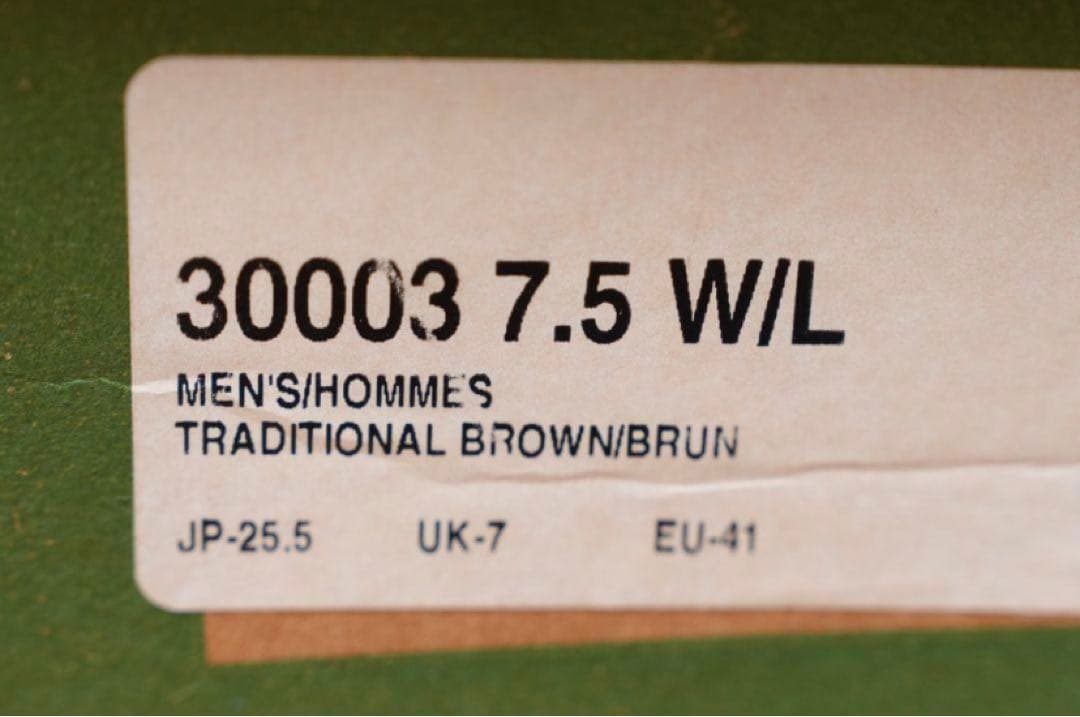 30003 7.5 W/L
MEN'S/HOMMES
TRADITIONAL BROWN/BRUN
JP-25.5 UK-7 EU-41